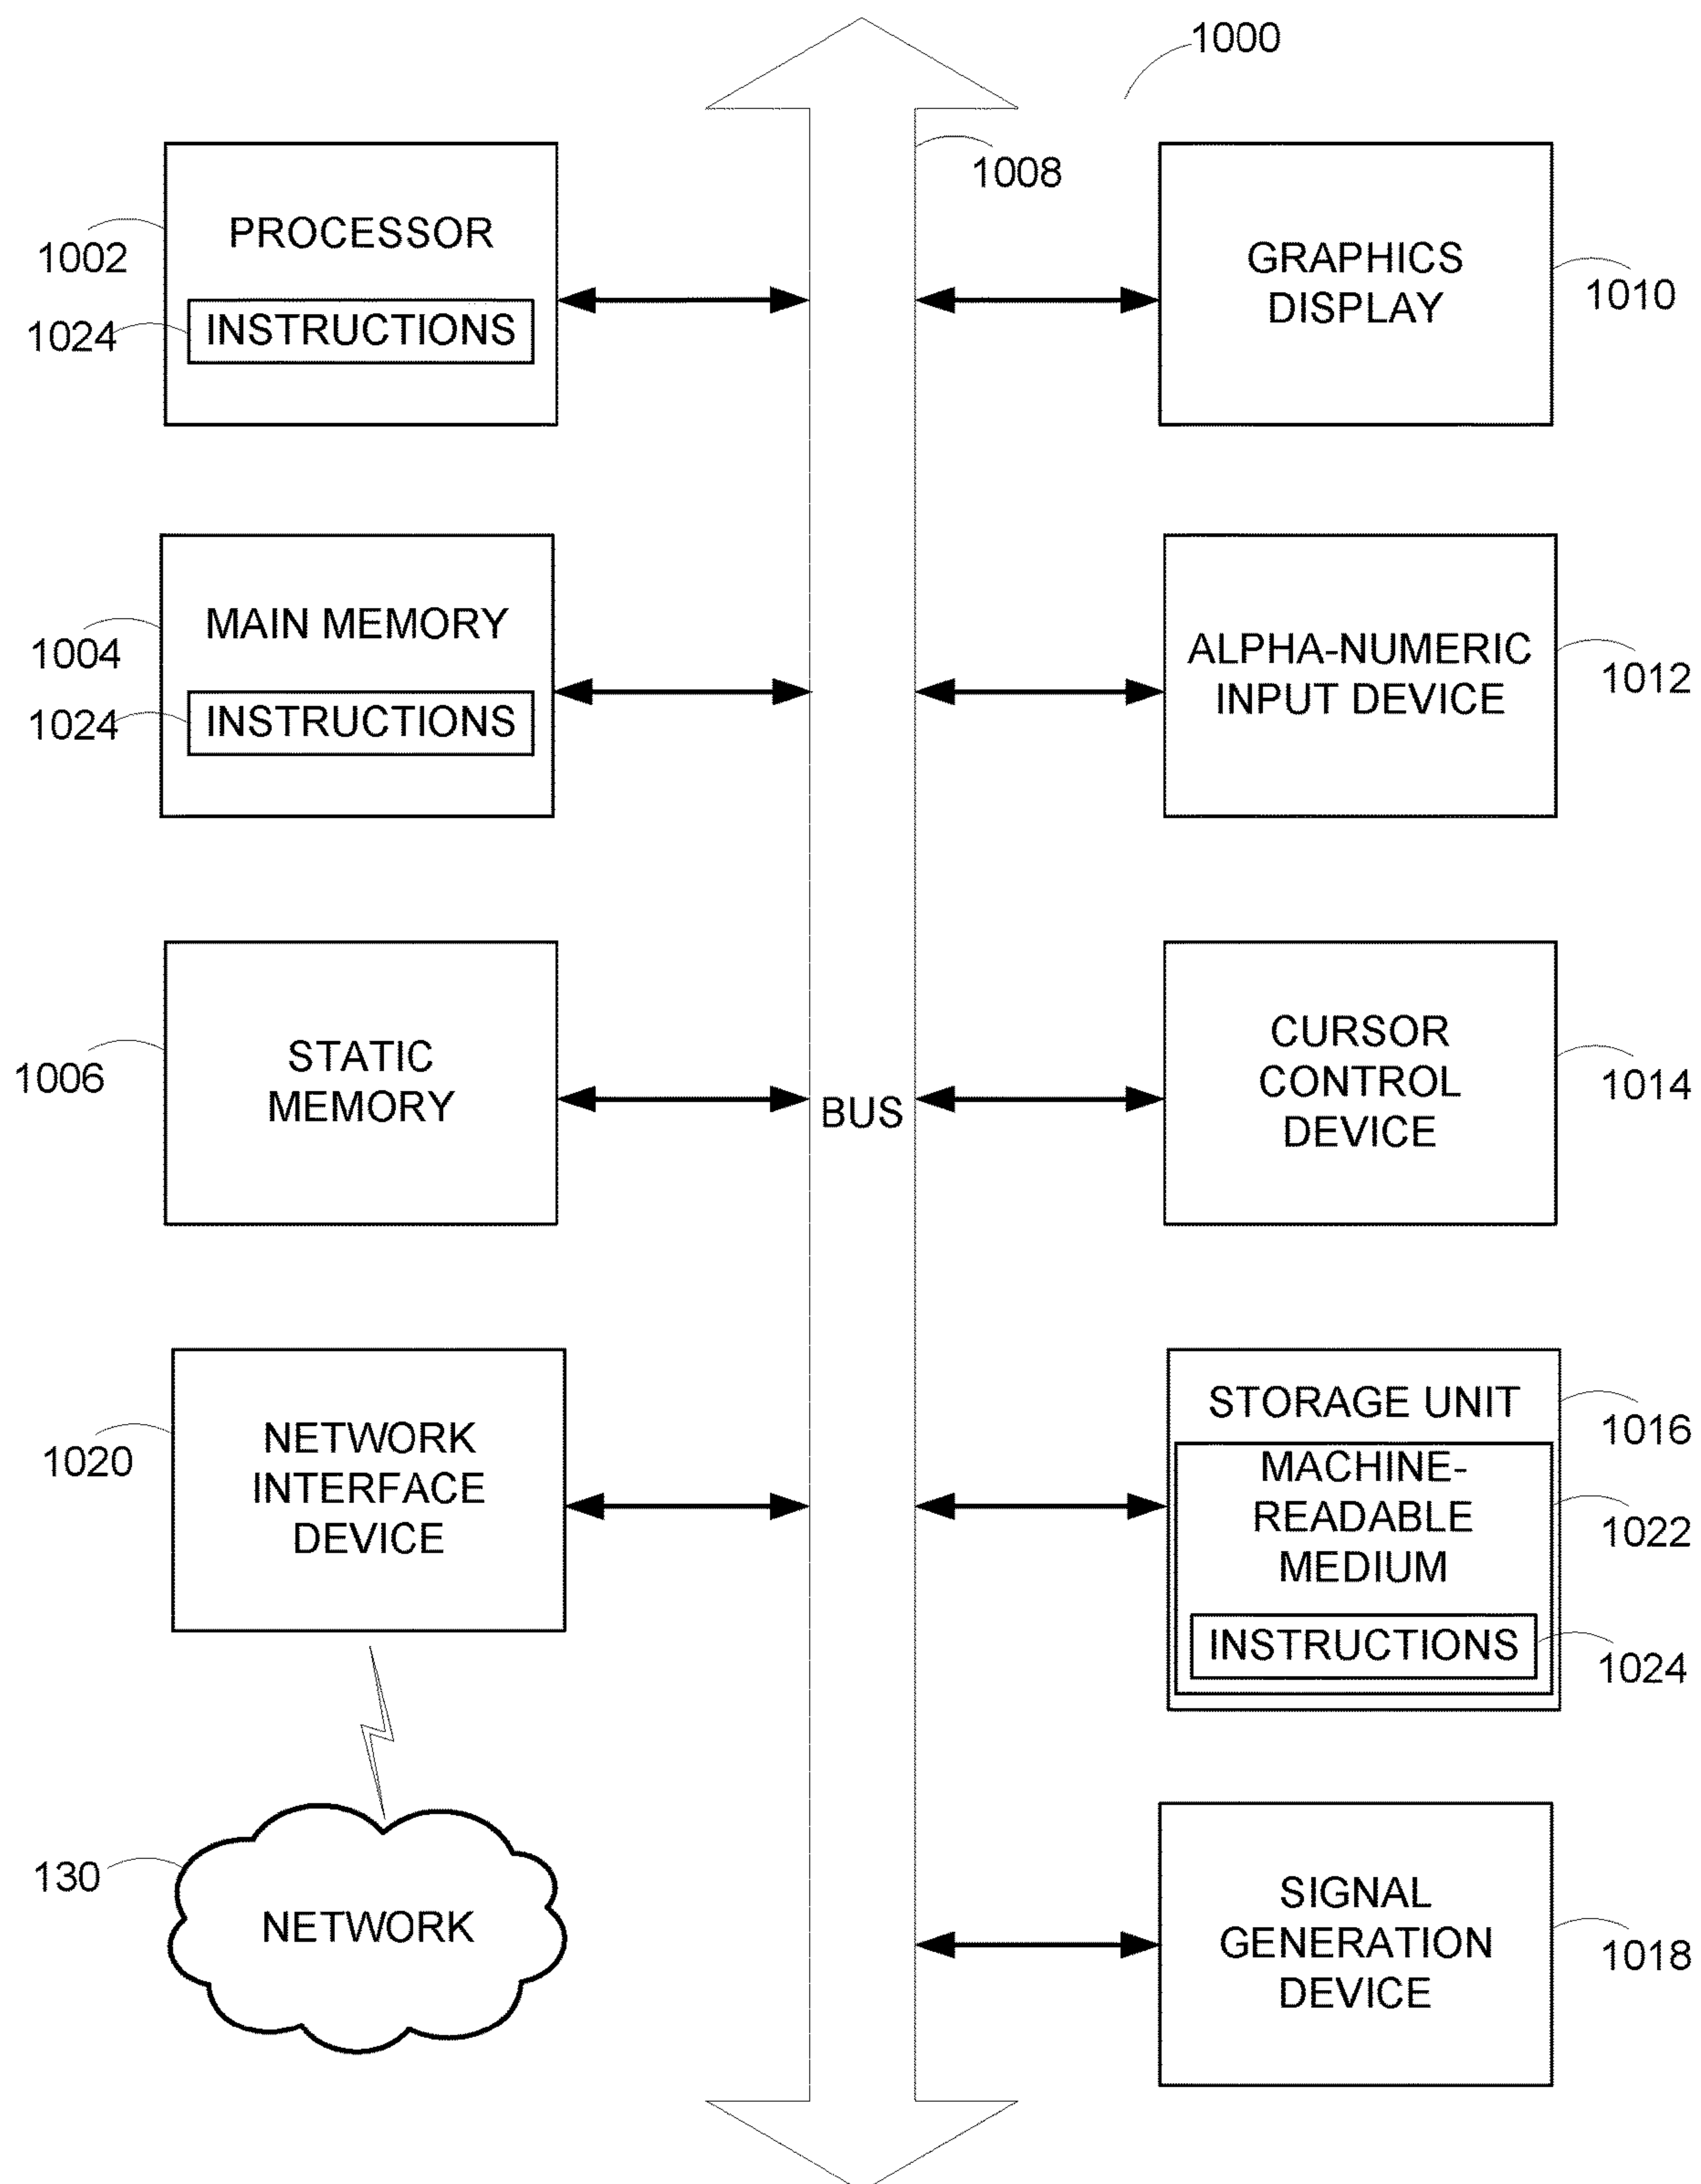 1000
1008
PROCESSOR
1002
INSTRUCTIONS
1024
GRAPHICS
DISPLAY
1010
MAIN MEMORY
1004
INSTRUCTIONS
1024
ALPHA-NUMERIC
INPUT DEVICE
1012
STATIC
MEMORY
1006
BUS
CURSOR
CONTROL
DEVICE
1014
NETWORK
INTERFACE
DEVICE
1020
STORAGE UNIT
1016
MACHINE-
READABLE
MEDIUM
1022
INSTRUCTIONS
1024
130
NETWORK
SIGNAL
GENERATION
DEVICE
1018